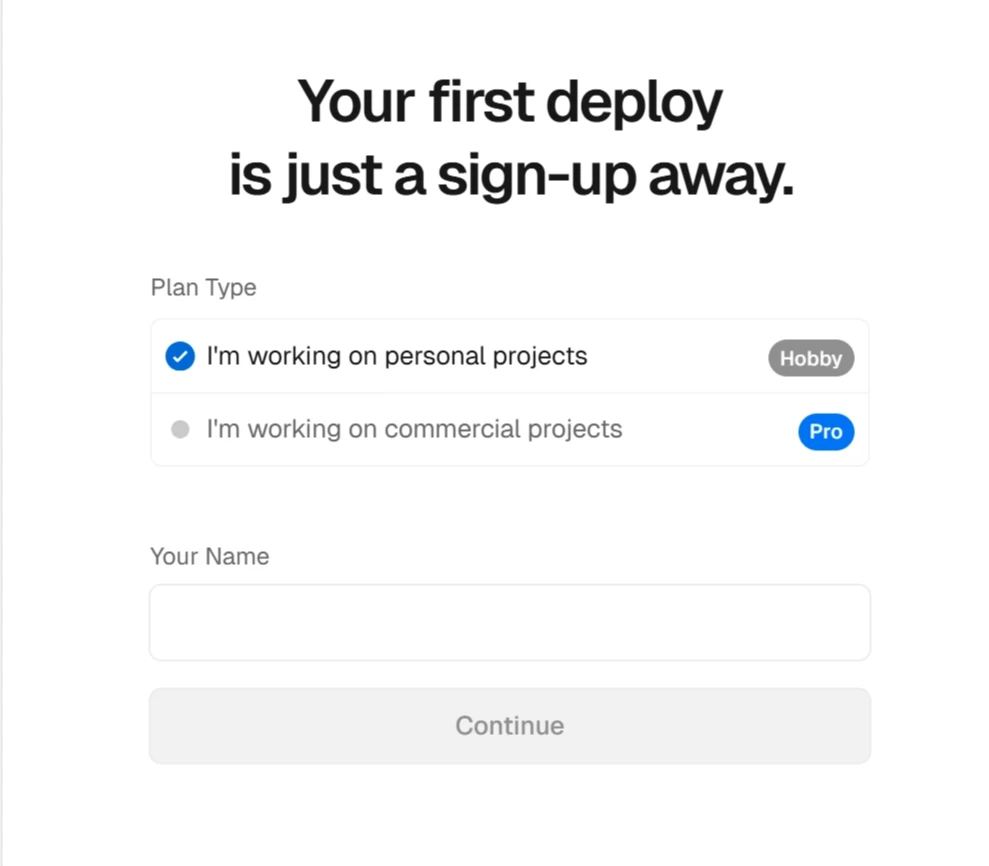 Your first deploy
is just a sign-up away.
Plan Type
I'm working on personal projects
Hobby
I'm working on commercial projects
Pro
Your Name
Continue